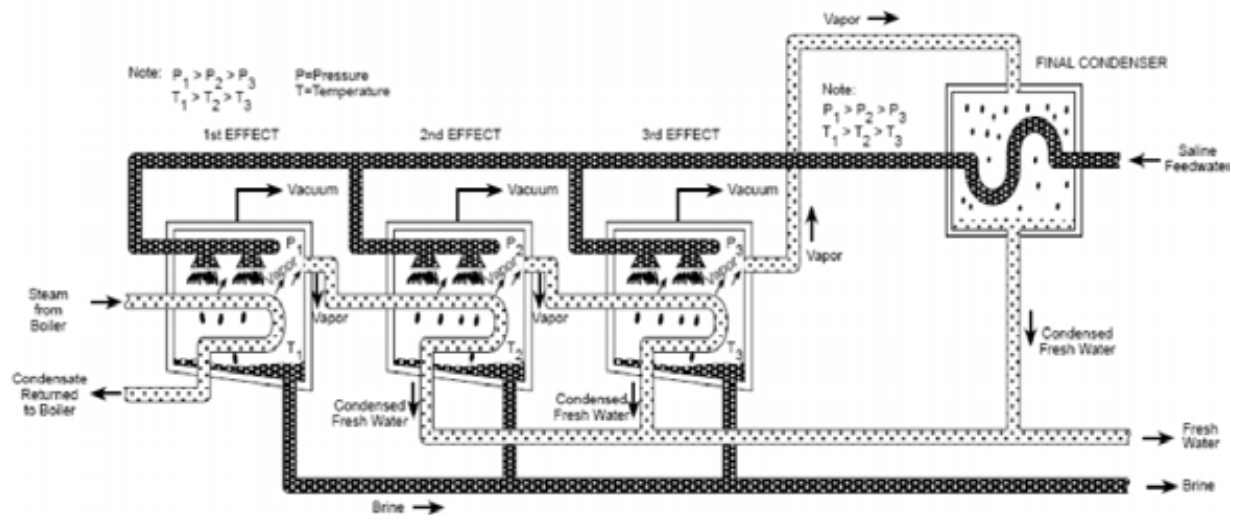 Vapor
FINAL CONDENSER
Note: P1 > P2 > P3
T1 > T2 > T3
P=Pressure
T=Temperature
Note:
P1 > P2 > P3
T1 > T2 > T3
1st EFFECT
2nd EFFECT
3rd EFFECT
Saline
Feedwater
Vacuum
Vacuum
Vacuum
P1
P2
P3
Vapor
Vapor
Vapor
Vapor
Steam
from
Boiler
Vapor
Vapor
T1
T2
T3
Condensed
Fresh Water
Condensate
Returned
to Boiler
Condensed
Fresh Water
Condensed
Fresh Water
Fresh
Water
Brine
Brine